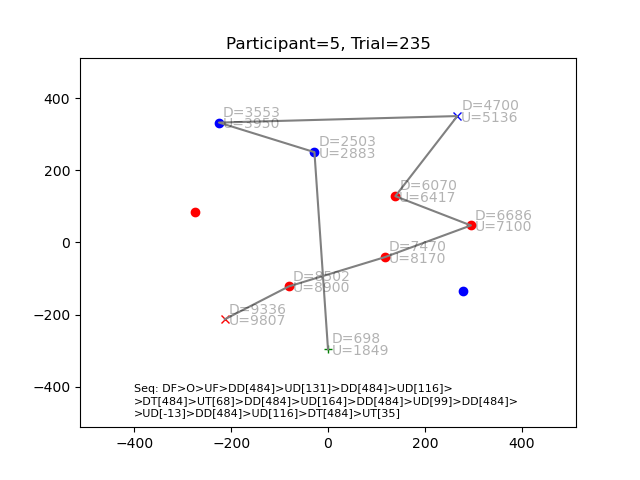 Participant=5, Trial=235
400
200
0
−200
−400
−400
−200
0
200
400
D=3553
U=3950
D=4700
U=5136
D=2503
U=2883
D=6070
U=6417
D=6686
U=7100
D=7470
U=8170
D=8502
U=8900
D=9336
U=9807
D=698
U=1849
Seq: DF>O>UF>DD[484]>UD[131]>DD[484]>UD[116]>
>DT[484]>UT[68]>DD[484]>UD[164]>DD[484]>UD[99]>DD[484]>
>UD[-13]>DD[484]>UD[116]>DT[484]>UT[35]